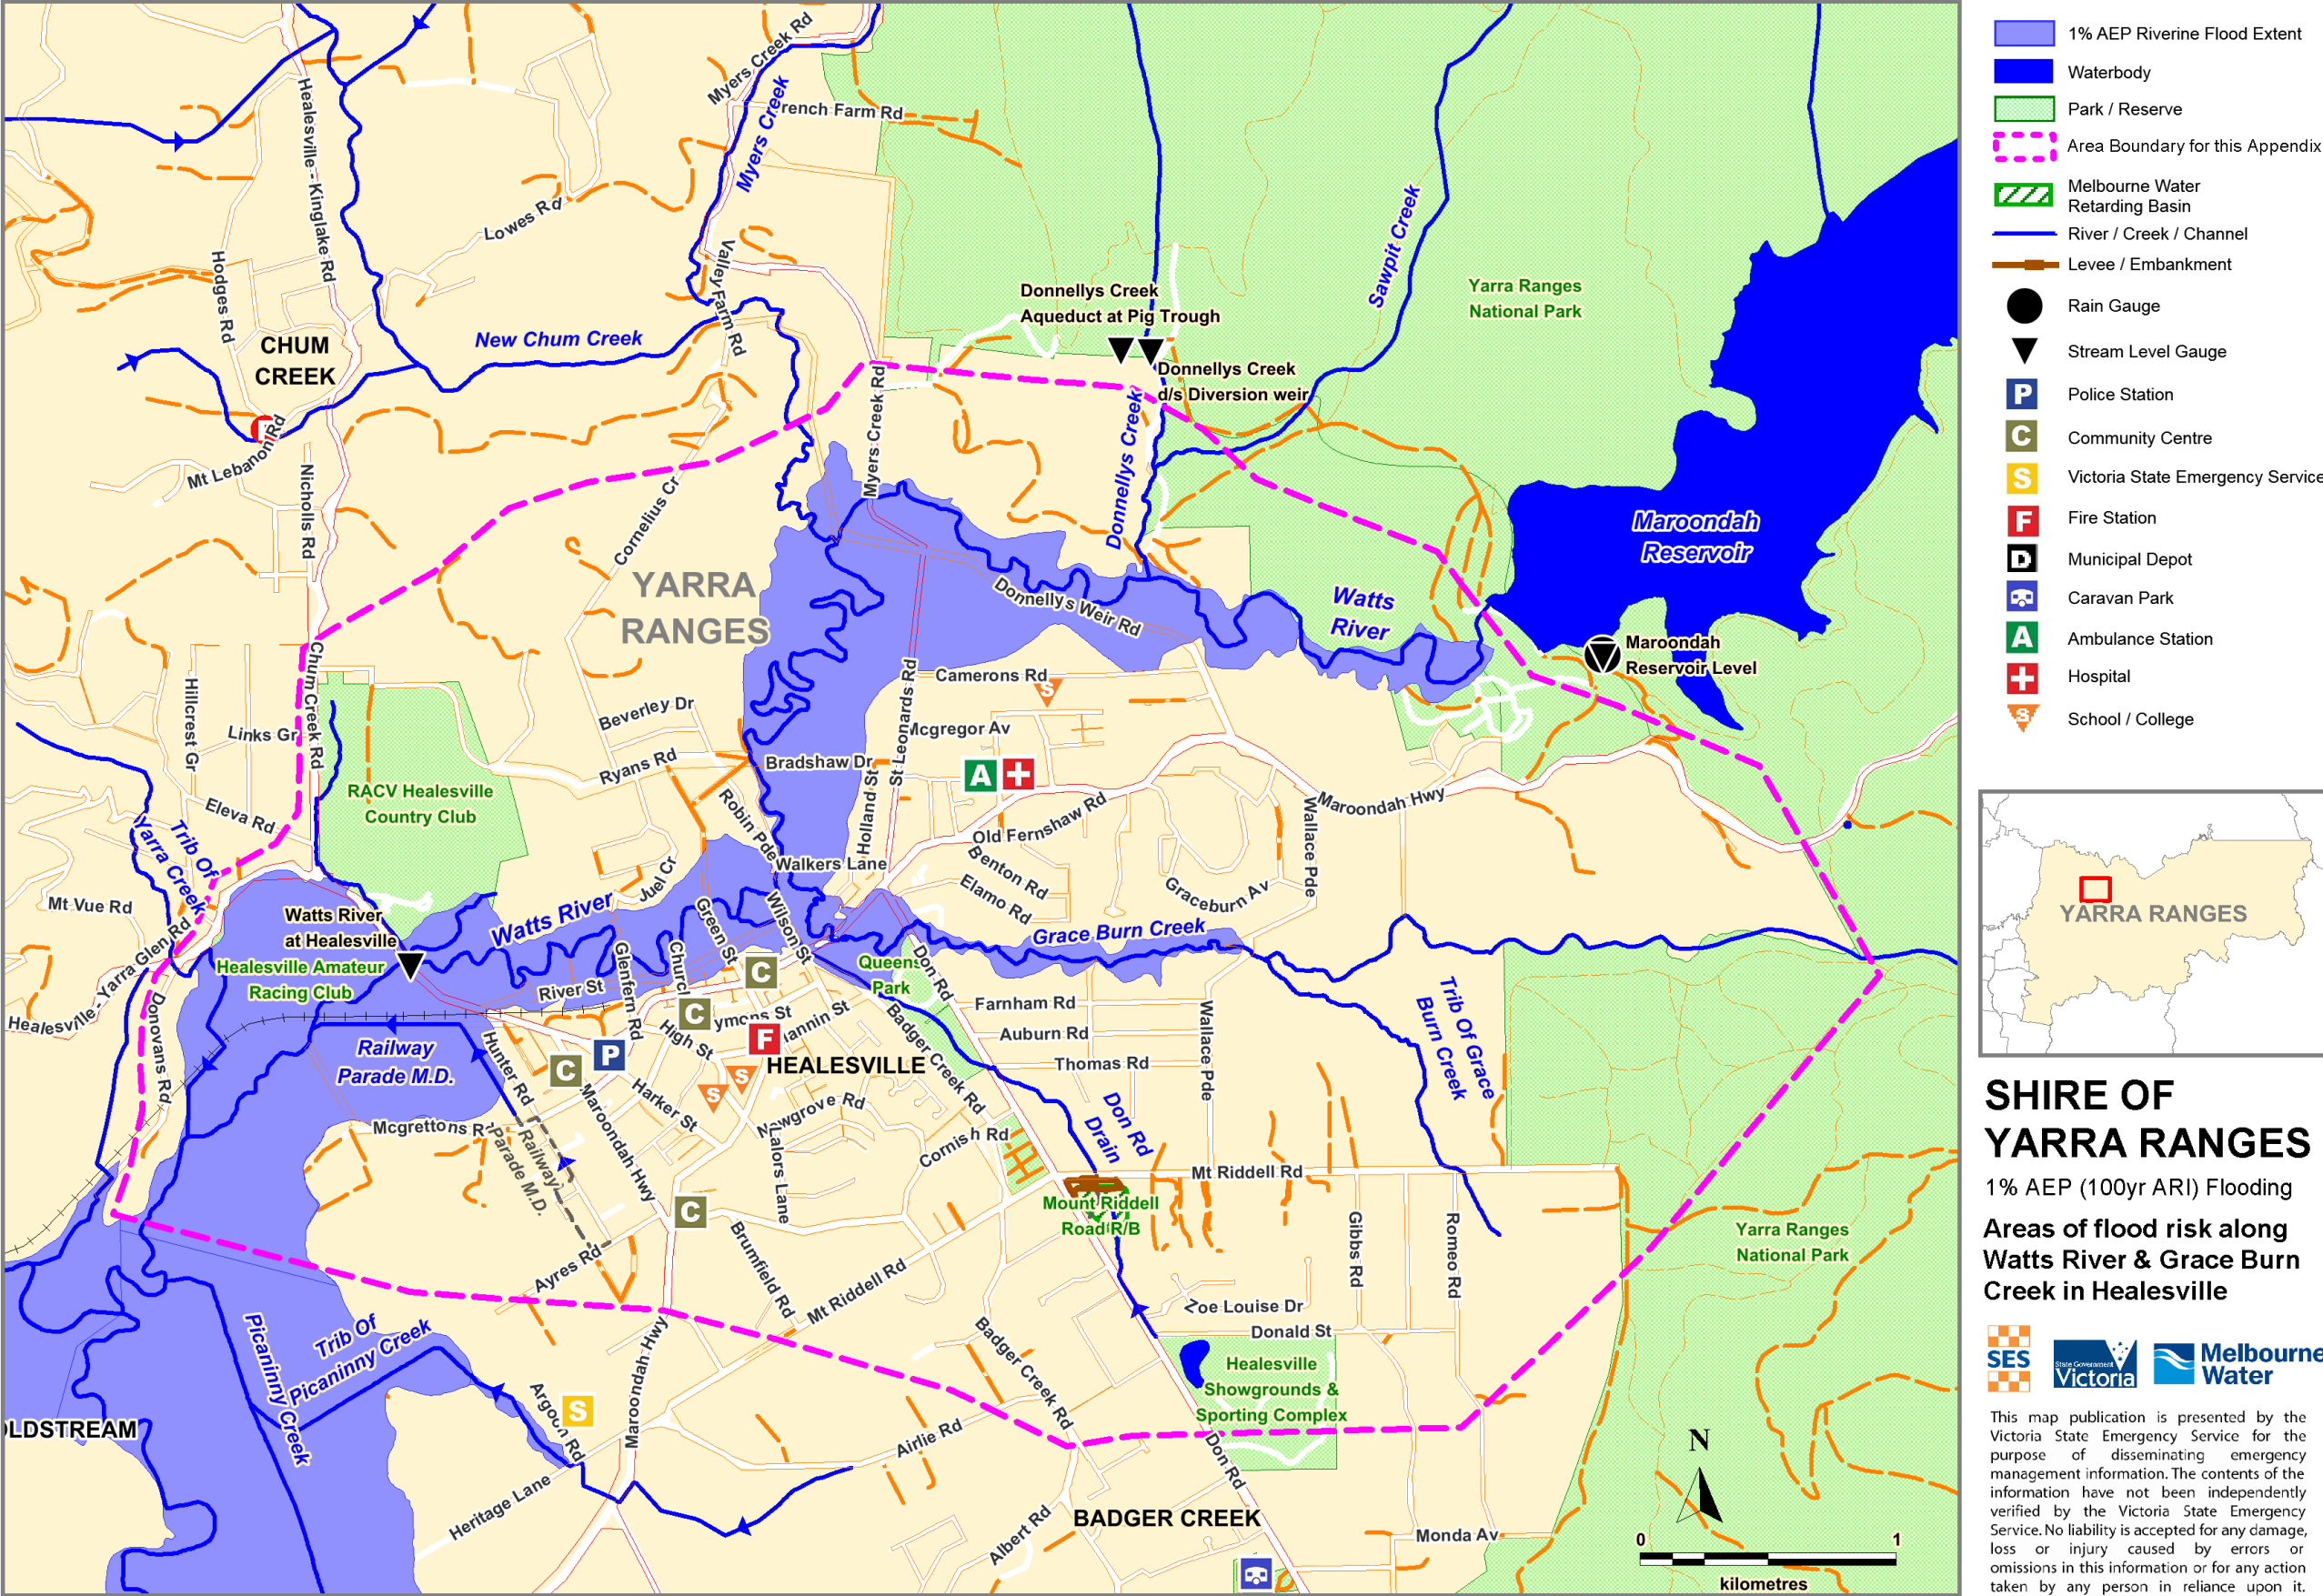 Myers Creek Rd
Myers Creek
rench Farm Rd
Healesville - Kinglake Rd
Lowes Rd
Hodges Rd
Valley Farm Rd
Sawpit Creek
Yarra Ranges
National Park
Donnellys Creek
Aqueduct at Pig Trough
CHUM
CREEK
New Chum Creek
Donnellys Creek
d/s Diversion weir
Myers Creek Rd
Donnellys Creek
Mt Lebanon Rd
Nicholls Rd
Cornelius Cr
Maroondah
Reservoir
YARRA
RANGES
Donnellys Weir Rd
Watts
River
Maroondah
Reservoir Level
Chum Creek Rd
Hillcrest Gr
Links Gr
Beverley Dr
Ryans Rd
Bradshaw Dr
St Leonards Rd
Camerons Rd
S
Mcgregor Av
A
RACV Healesville
Country Club
Eleva Rd
Robin Pde
Holland St
Old Fernshaw Rd
Maroondah Hwy
Wallace Pde
Trib Of
Yarra Creek
Juel Cr
Walkers Lane
Benton Rd
Elamo Rd
Graceburn Av
Mt Vue Rd
Watts River
at Healesville
Watts River
Green St
Wilson St
Grace Burn Creek
Healesville - Yarra Glen Rd
Healesville Amateur
Racing Club
River St
Glenfern Rd
Church
C
Queens
Park
Don Rd
Farnham Rd
Donovans Rd
C
ymons St
High St
F
annin St
Badger Creek Rd
Auburn Rd
Thomas Rd
Wallace Pde
Trib Of Grace
Burn Creek
Railway
Parade M.D.
Hunter Rd
P
C
HEALESVILLE
S
S
Mcgrettons R
Railway
Parade M.D.
Maroondah Hwy
Harker St
Newgrove Rd
Lalors Lane
Cornish Rd
Don Rd
Drain
Mt Riddell Rd
C
Mount Riddell
Road R/B
Ayres Rd
Brumfield Rd
Mt Riddell Rd
Gibbs Rd
Romeo Rd
Yarra Ranges
National Park
Zoe Louise Dr
Donald St
Picaninny Creek
Trib Of
Picaninny Creek
Maroondah Hwy
Badger Creek Rd
Healesville
Showgrounds &
Sporting Complex
OLDSTREAM
Argoon Rd
S
Airlie Rd
Don Rd
Heritage Lane
Albert Rd
BADGER CREEK
Monda Av
N
0 1
kilometres
1% AEP Riverine Flood Extent
Waterbody
Park / Reserve
Area Boundary for this Appendix
Melbourne Water
Retarding Basin
River / Creek / Channel
Levee / Embankment
Rain Gauge
Stream Level Gauge
P Police Station
C Community Centre
S Victoria State Emergency Service
F Fire Station
D Municipal Depot
Caravan Park
A Ambulance Station
Hospital
S School / College
YARRA RANGES
SHIRE OF
YARRA RANGES
1% AEP (100yr ARI) Flooding
Areas of flood risk along
Watts River & Grace Burn
Creek in Healesville
SES
State Government
Victoria
Melbourne
Water
This map publication is presented by the
Victoria State Emergency Service for the
purpose of disseminating emergency
management information. The contents of the
information have not been independently
verified by the Victoria State Emergency
Service. No liability is accepted for any damage,
loss or injury caused by errors or
omissions in this information or for any action
taken by any person in reliance upon it.